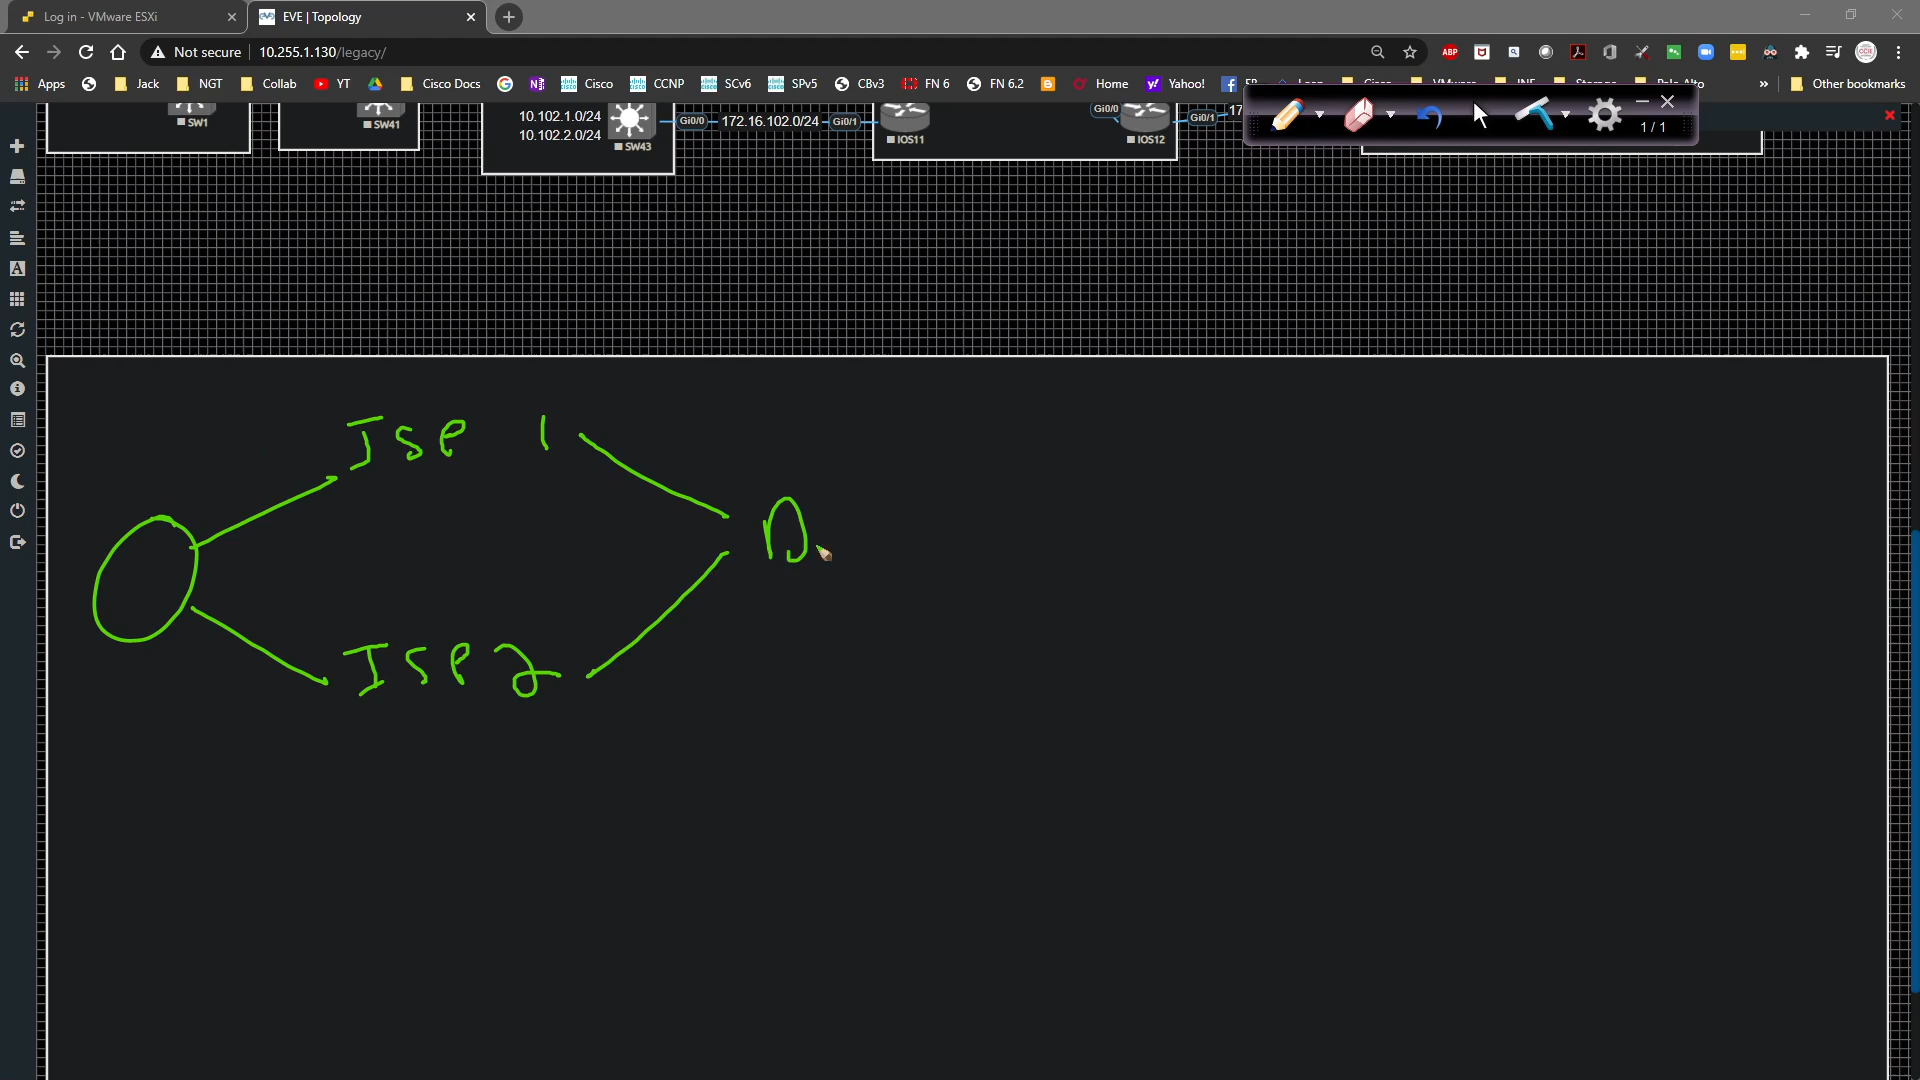 Log in - VMware ESXi
EVE | Topology
Not secure
10.255.1.130/legacy/
Apps
Jack
NGT
Collab
YT
Cisco Docs
Cisco
CCNP
SCv6
SPv5
CBv3
FN 6
FN 6.2
Home
Yahoo!
Other bookmarks
SW1
SW41
10.102.1.0/24
10.102.2.0/24
SW43
Gi0/0
172.16.102.0/24
Gi0/1
IOS11
Gi0/0
IOS12
Gi0/1
17
1 / 1
ISP 1
D
ISP 2